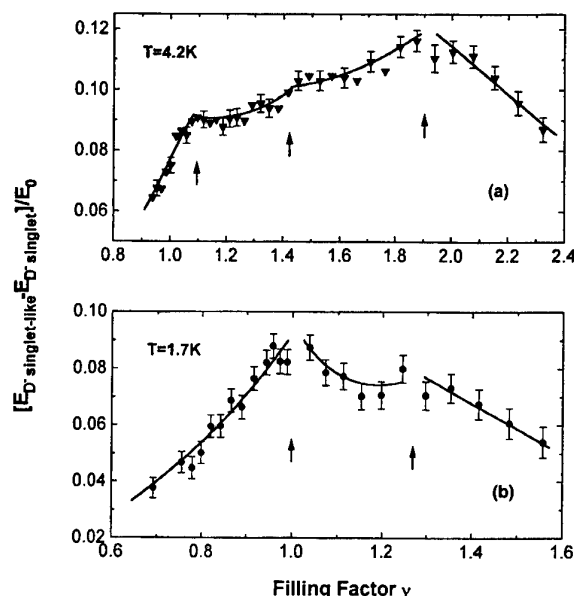 [E_D⁻ singlet-like-E_D⁻ singlet]/E_0
0.12
0.10
0.08
0.06
T=4.2K
(a)
0.8 1.0 1.2 1.4 1.6 1.8 2.0 2.2 2.4
0.10
0.08
0.06
0.04
0.02
T=1.7K
(b)
0.6 0.8 1.0 1.2 1.4 1.6
Filling Factor ν